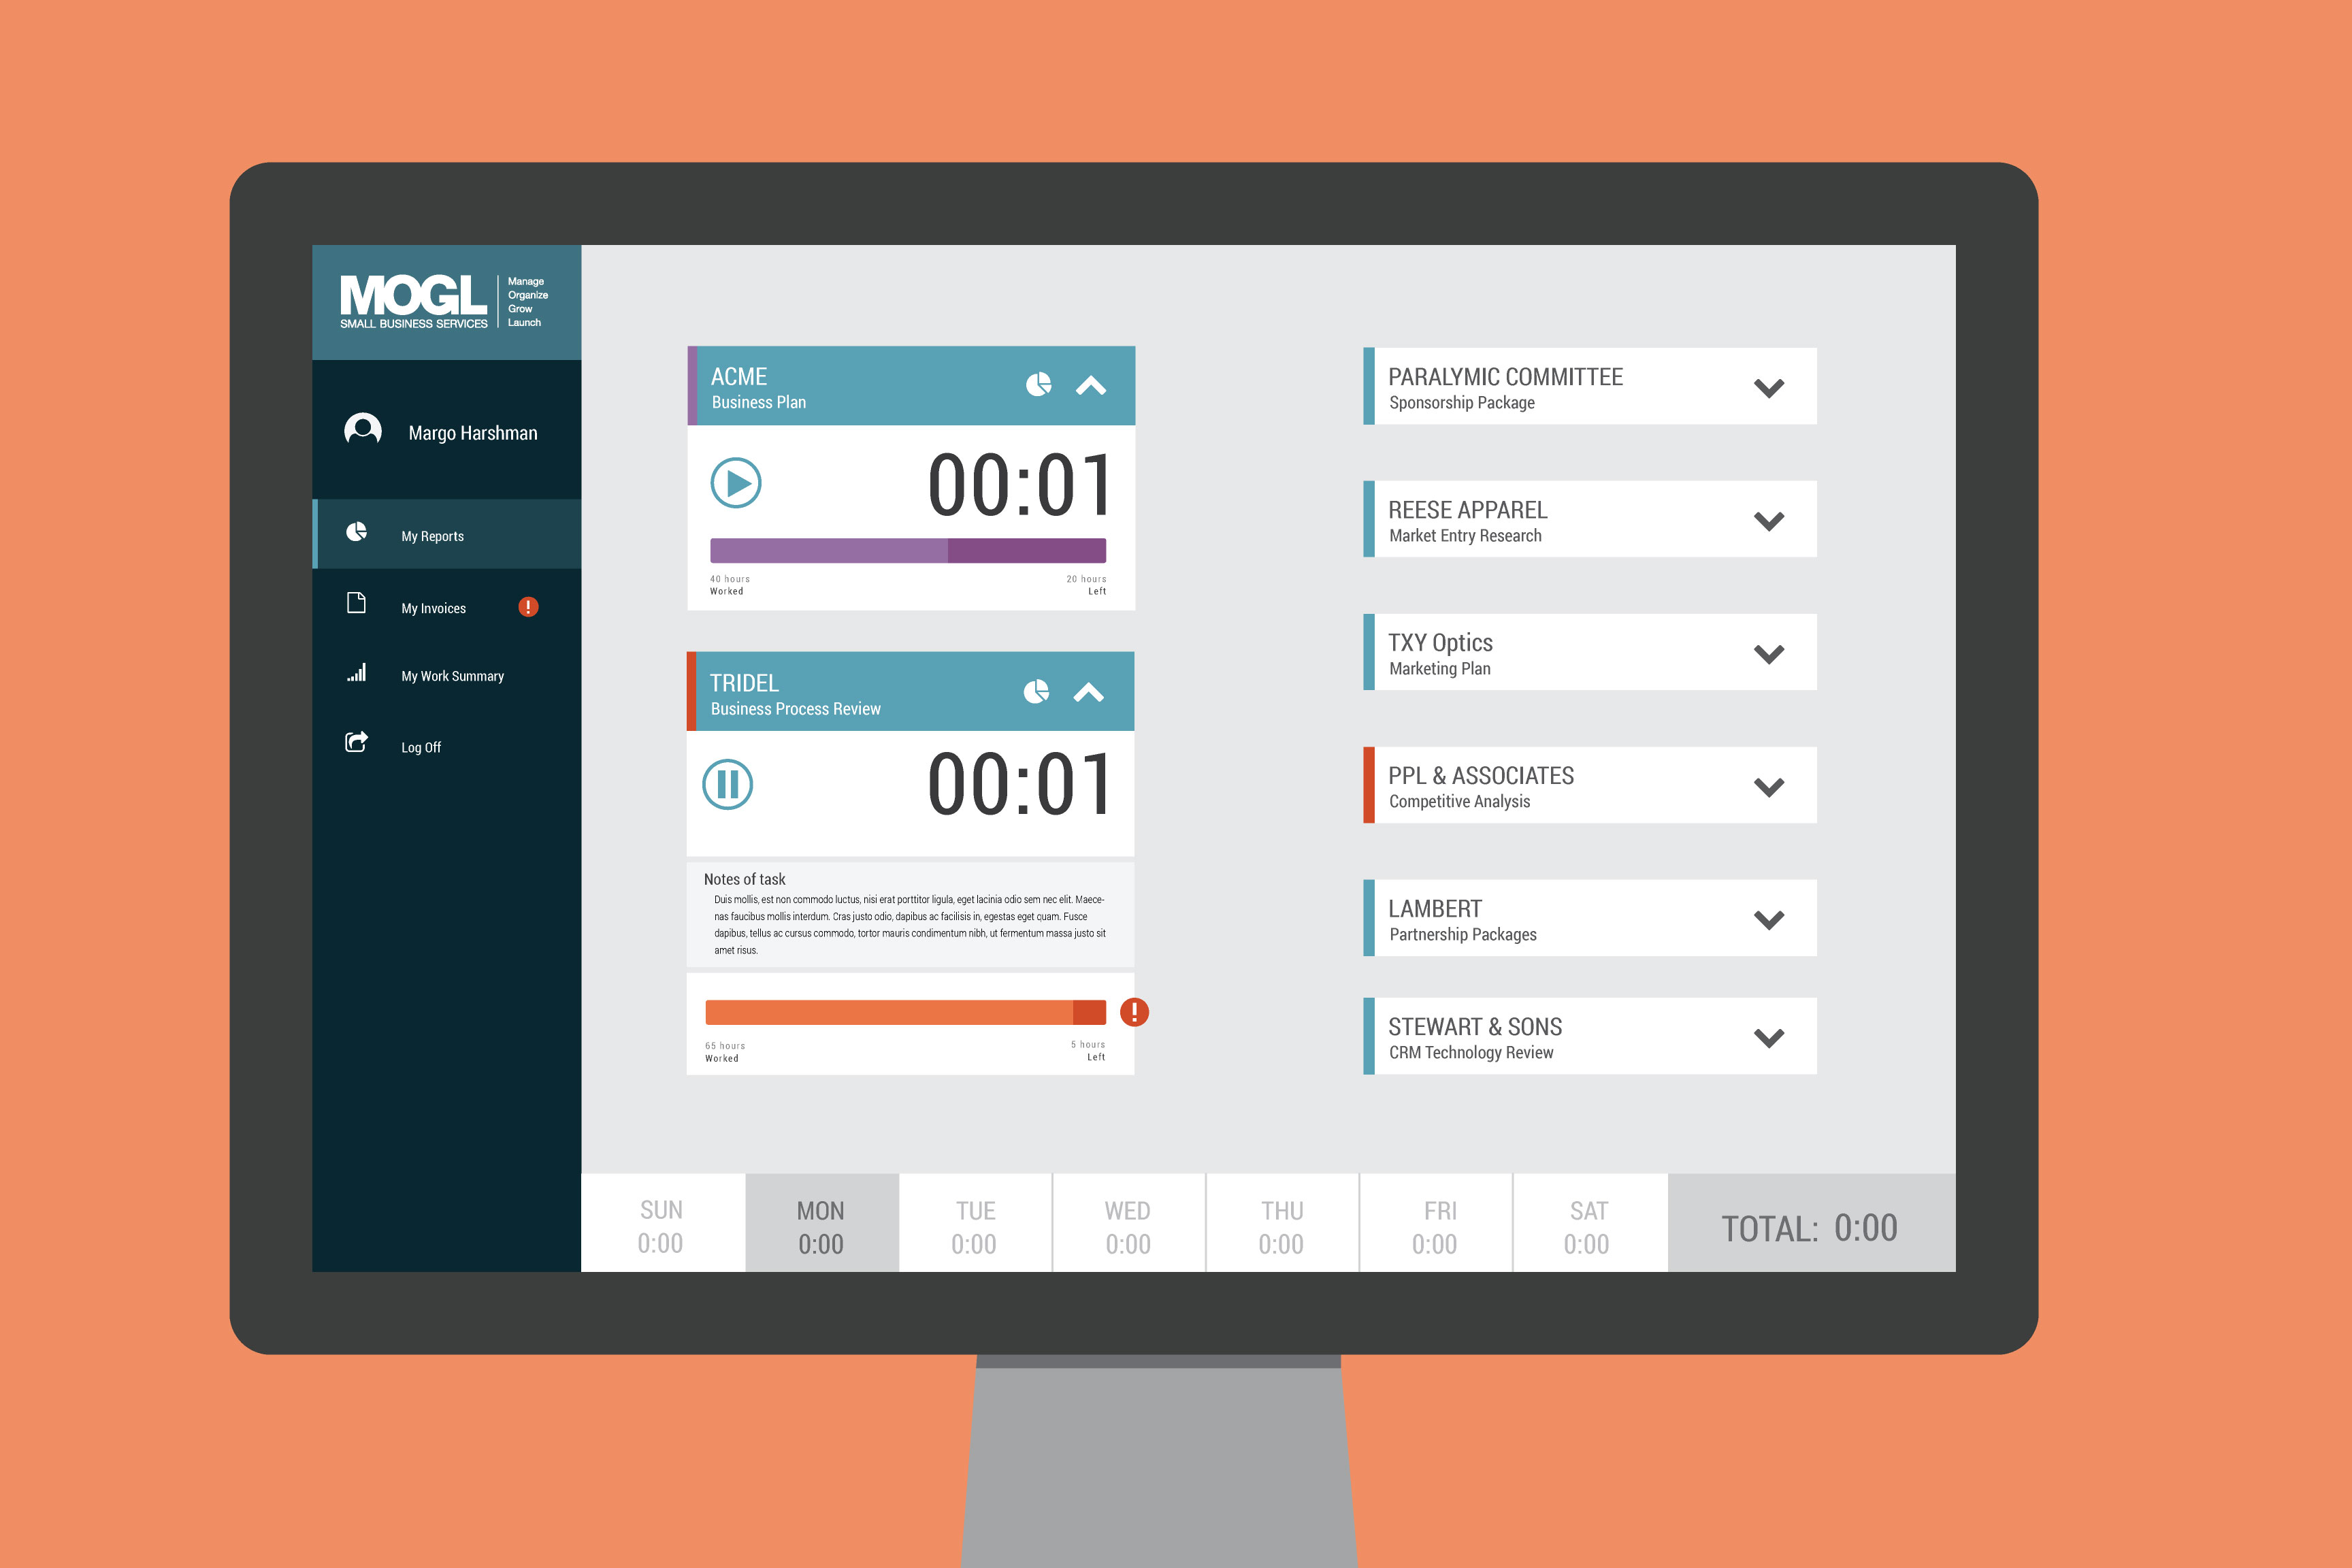 MOGL
SMALL BUSINESS SERVICES
Manage
Organize
Grow
Launch
Margo Harshman
My Reports
My Invoices
My Work Summary
Log Off
ACME
Business Plan
00:01
40 hours
Worked
20 hours
Left
TRIDEL
Business Process Review
00:01
Notes of task
Duis mollis, est non commodo luctus, nisi erat porttitor ligula, eget lacinia odio sem nec elit. Maece-
nas faucibus mollis interdum. Cras justo odio, dapibus ac facilisis in, egestas eget quam. Fusce
dapibus, tellus ac cursus commodo, tortor mauris condimentum nibh, ut fermentum massa justo sit
amet risus.
!
65 hours
Worked
5 hours
Left
PARALYMIC COMMITTEE
Sponsorship Package
REESE APPAREL
Market Entry Research
TXY Optics
Marketing Plan
PPL & ASSOCIATES
Competitive Analysis
LAMBERT
Partnership Packages
STEWART & SONS
CRM Technology Review
SUN
0:00
MON
0:00
TUE
0:00
WED
0:00
THU
0:00
FRI
0:00
SAT
0:00
TOTAL: 0:00